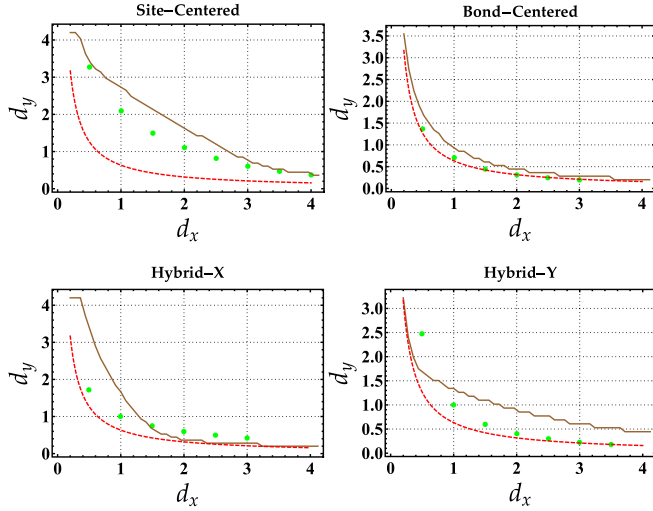 Site–Centered
Bond–Centered
d_y
4
3
2
1
0
0 1 2 3 4
d_x
d_y
3.5
3.0
2.5
2.0
1.5
1.0
0.5
0.0
0 1 2 3 4
d_x
Hybrid–X
Hybrid–Y
d_y
4
3
2
1
0
0 1 2 3 4
d_x
d_y
3.0
2.5
2.0
1.5
1.0
0.5
0.0
0 1 2 3 4
d_x